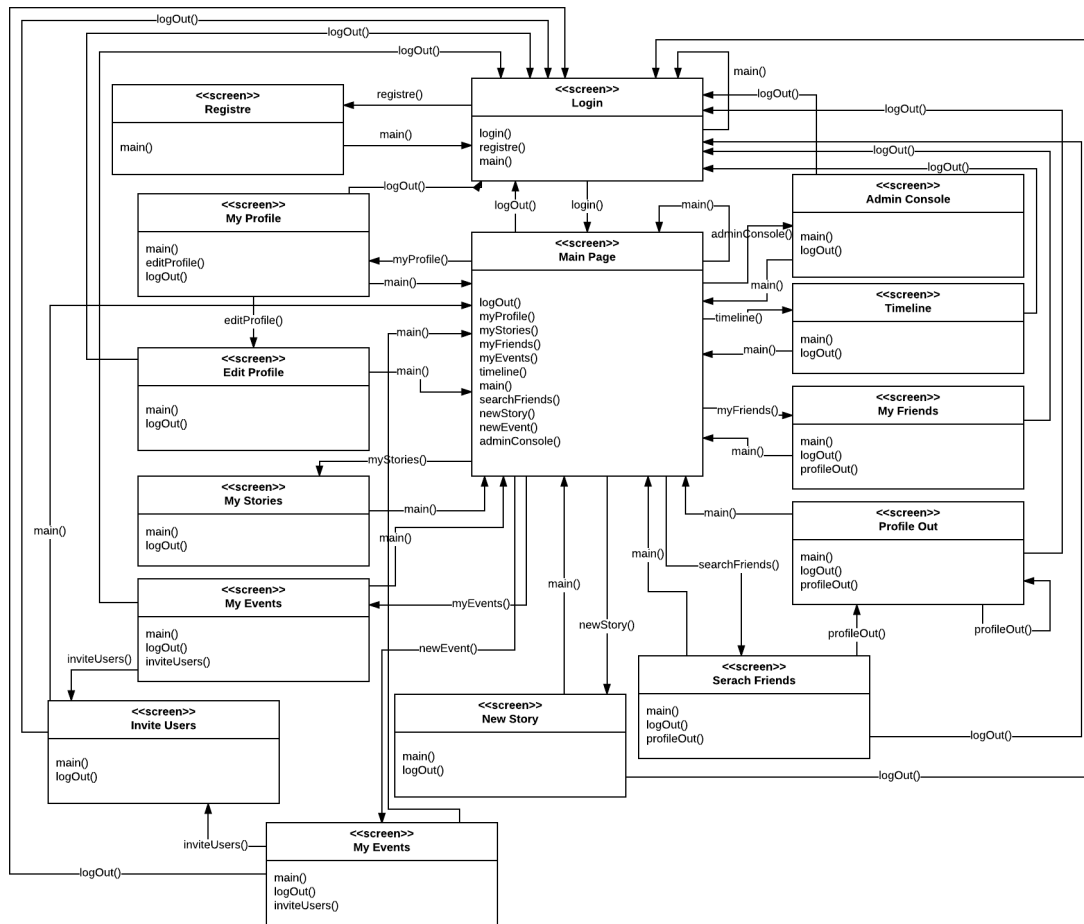 logOut()
logOut()
logOut()
logOut()
<<screen>>
Registre
main()
registre()
main()
<<screen>>
Login
login()
registre()
main()
main()
logOut()
logOut()
logOut()
logOut()
<<screen>>
My Profile
main()
editProfile()
logOut()
logOut()
logOut()
login()
main()
adminConsole()
<<screen>>
Admin Console
main()
logOut()
myProfile()
main()
<<screen>>
Main Page
logOut()
myProfile()
myStories()
myFriends()
myEvents()
timeline()
main()
searchFriends()
newStory()
newEvent()
adminConsole()
main()
timeline()
<<screen>>
Timeline
main()
logOut()
main()
editProfile()
main()
<<screen>>
Edit Profile
main()
logOut()
main()
myFriends()
<<screen>>
My Friends
main()
logOut()
profileOut()
main()
myStories()
<<screen>>
My Stories
main()
logOut()
main()
main()
main()
main()
<<screen>>
Profile Out
main()
logOut()
profileOut()
profileOut()
main()
searchFriends()
main()
<<screen>>
My Events
main()
logOut()
inviteUsers()
myEvents()
newStory()
profileOut()
inviteUsers()
newEvent()
<<screen>>
Serach Friends
main()
logOut()
profileOut()
logOut()
<<screen>>
Invite Users
main()
logOut()
<<screen>>
New Story
main()
logOut()
logOut()
inviteUsers()
<<screen>>
My Events
main()
logOut()
inviteUsers()
logOut()